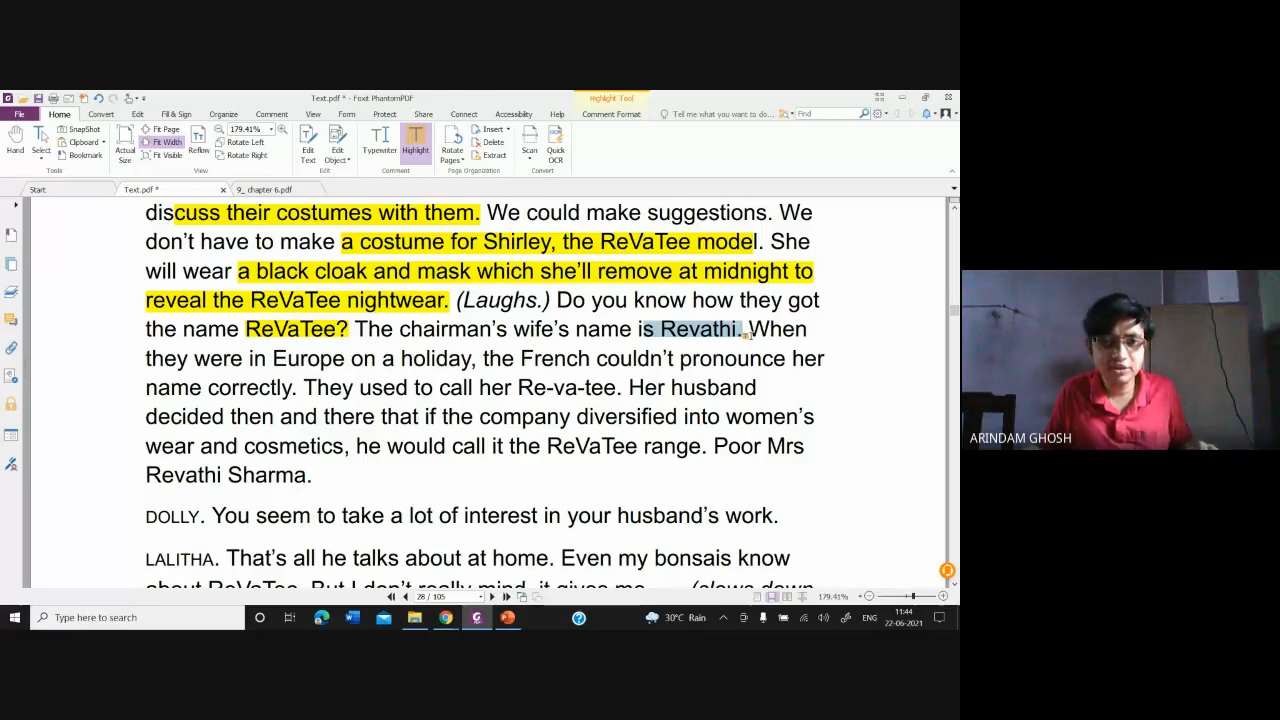 Text.pdf * - Foxit PhantomPDF
Highlight Tool
File Home Convert Edit Fill & Sign Organize Comment View Form Protect Share Connect Accessibility Help Comment Format Tell me what you want to do... Find
Hand
Select
SnapShot
Clipboard
Bookmark
Tools
Actual Size
Fit Page
Fit Width
Fit Visible
Reflow
179.41%
Rotate Left
Rotate Right
View
Edit Text
Edit Object
Edit
Typewriter
Highlight
Comment
Rotate Pages
Insert
Delete
Extract
Page Organization
Scan
Quick OCR
Convert
Start Text.pdf * 9_ chapter 6.pdf
discuss their costumes with them. We could make suggestions. We
don't have to make a costume for Shirley, the ReVaTee model. She
will wear a black cloak and mask which she'll remove at midnight to
reveal the ReVaTee nightwear. (Laughs.) Do you know how they got
the name ReVaTee? The chairman's wife's name is Revathi. When
they were in Europe on a holiday, the French couldn't pronounce her
name correctly. They used to call her Re-va-tee. Her husband
decided then and there that if the company diversified into women's
wear and cosmetics, he would call it the ReVaTee range. Poor Mrs
Revathi Sharma.
DOLLY. You seem to take a lot of interest in your husband's work.
LALITHA. That's all he talks about at home. Even my bonsais know
about ReVaTee. But I don't really mind, it gives me ... (slows down
28 / 105
179.41%
Type here to search
30°C Rain
ENG
11:44
22-06-2021
ARINDAM GHOSH